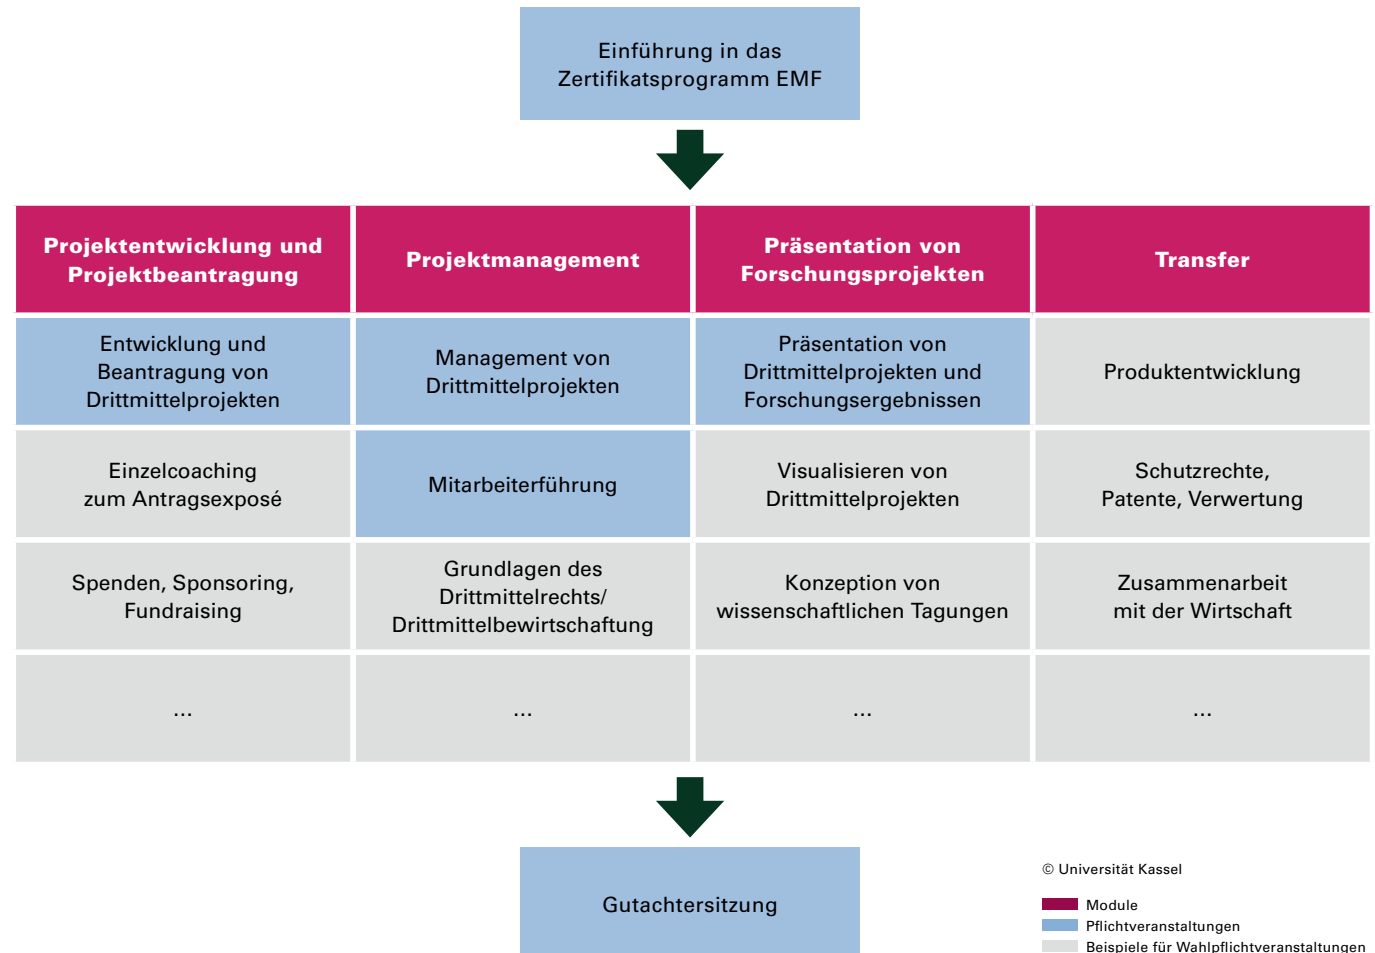 Einführung in das
Zertifikatsprogramm EMF
Projektentwicklung und
Projektbeantragung
Projektmanagement
Präsentation von
Forschungsprojekten
Transfer
Entwicklung und
Beantragung von
Drittmittelprojekten
Management von
Drittmittelprojekten
Präsentation von
Drittmittelprojekten und
Forschungsergebnissen
Produktentwicklung
Einzelcoaching
zum Antragsexposé
Mitarbeiterführung
Visualisieren von
Drittmittelprojekten
Schutzrechte,
Patente, Verwertung
Spenden, Sponsoring,
Fundraising
Grundlagen des
Drittmittelrechts/
Drittmittelbewirtschaftung
Konzeption von
wissenschaftlichen Tagungen
Zusammenarbeit
mit der Wirtschaft
...
...
...
...
Gutachtersitzung
© Universität Kassel
Module
Pflichtveranstaltungen
Beispiele für Wahlpflichtveranstaltungen